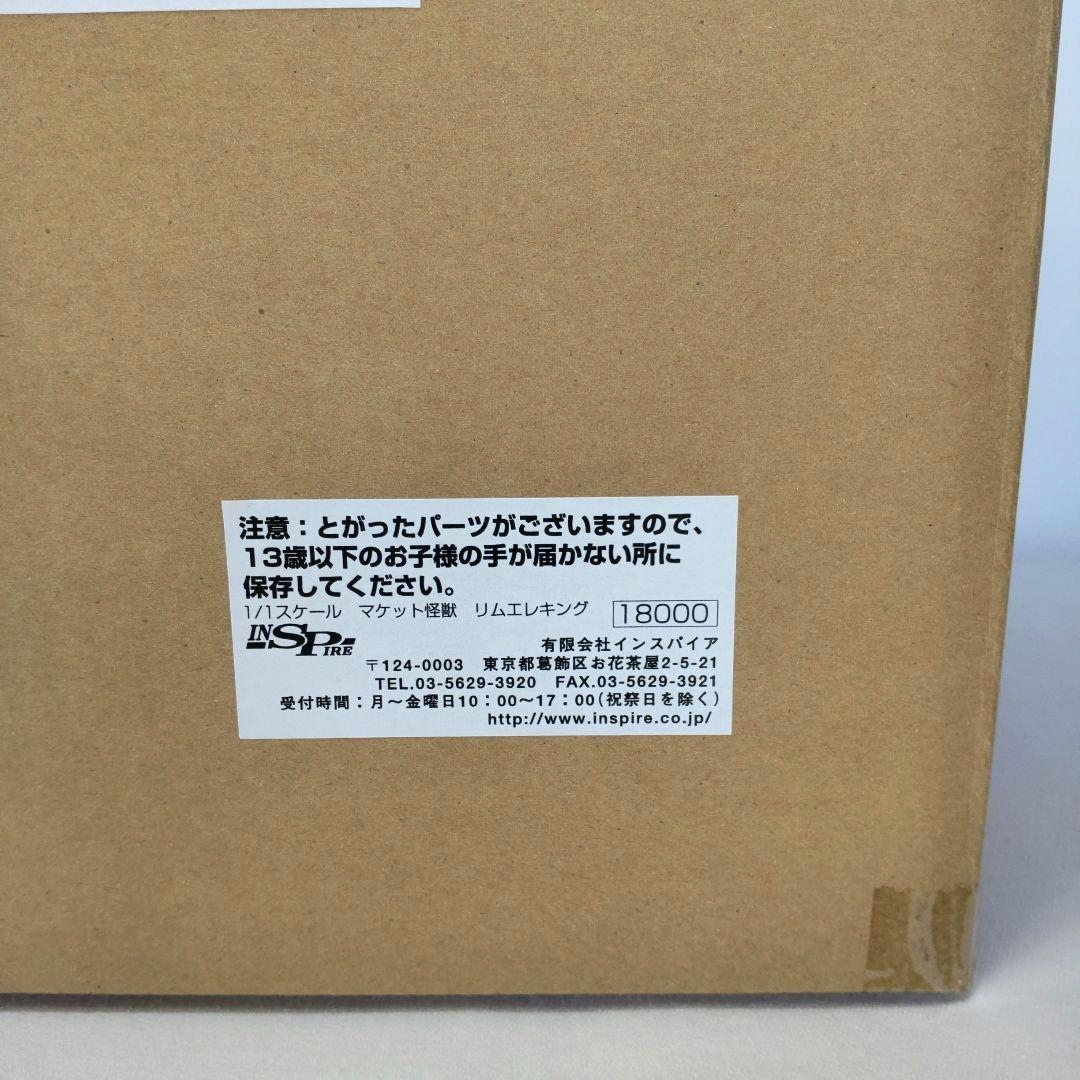 注意：とがったパーツがございますので、
13歳以下のお子様の手が届かない所に
保存してください。
1/1スケール　マケット怪獣　リムエレキング　18000
INSPIRE
有限会社インスパイア
〒124-0003　東京都葛飾区お花茶屋2-5-21
TEL.03-5629-3920　FAX.03-5629-3921
受付時間：月～金曜日10：00～17：00（祝祭日を除く）
http://www.inspire.co.jp/